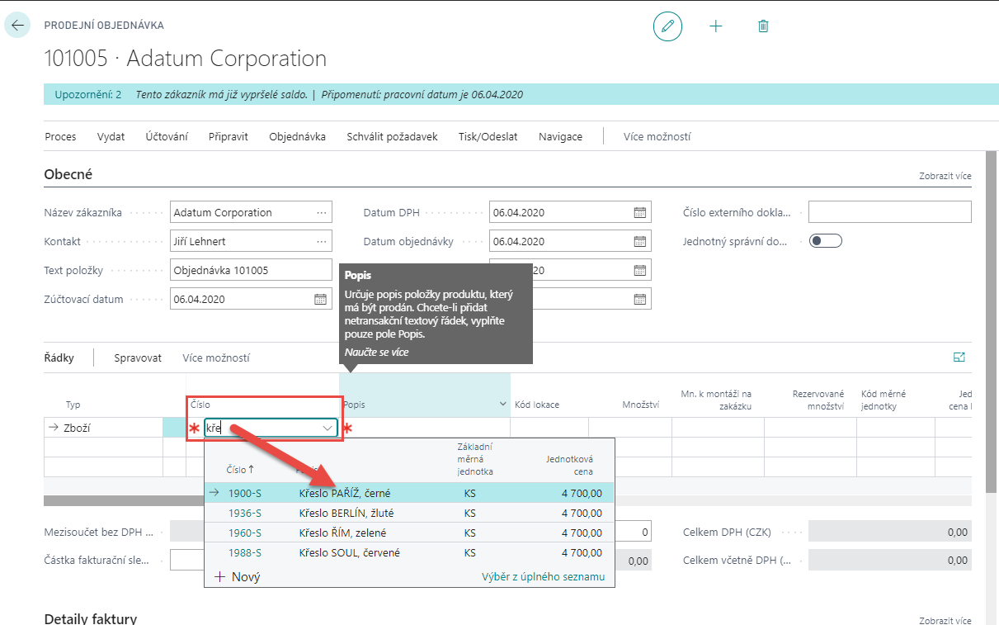 PRODEJNÍ OBJEDNÁVKA
101005 · Adatum Corporation
Upozornění: 2 Tento zákazník má již vypršelé saldo. | Připomenutí: pracovní datum je 06.04.2020
Proces Vydat Účtování Připravit Objednávka Schválit požadavek Tisk/Odeslat Navigace Více možností
Obecné Zobrazit více
Název zákazníka Adatum Corporation Datum DPH 06.04.2020 Číslo externího dokla...
Kontakt Jiří Lehnert Datum objednávky 06.04.2020 Jednotný správní do...
Text položky Objednávka 101005 20
Zúčtovací datum 06.04.2020
Popis
Určuje popis položky produktu, který
má být prodán. Chcete-li přidat
netransakční textový řádek, vyplňte
pouze pole Popis.
Naučte se více
Řádky Spravovat Více možností
Typ Číslo Popis Kód lokace Množství Mn. k montáži na zakázku Rezervované množství Kód měrné jednotky Jed cena
Zboží kře
Číslo Základní měrná jednotka Jednotková cena
1900-S Křeslo PAŘÍŽ, černé KS 4 700,00
1936-S Křeslo BERLÍN, žluté KS 4 700,00
1960-S Křeslo ŘÍM, zelené KS 4 700,00
1988-S Křeslo SOUL, červené KS 4 700,00
+ Nový Výběr z úplného seznamu
Mezisoučet bez DPH ... 0 Celkem DPH (CZK) 0,00
Částka fakturační sle... 0,00 Celkem včetně DPH (... 0,00
Detaily faktury Zobrazit více